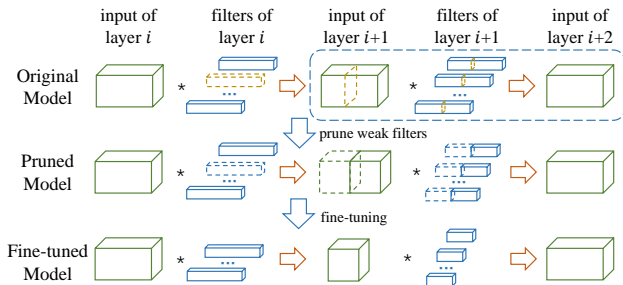 input of filters of input of filters of input of
layer i layer i layer i+1 layer i+1 layer i+2
Original
Model
* ... * ...
prune weak filters
Pruned
Model
* ... * ...
fine-tuning
Fine-tuned
Model
* ... * ...